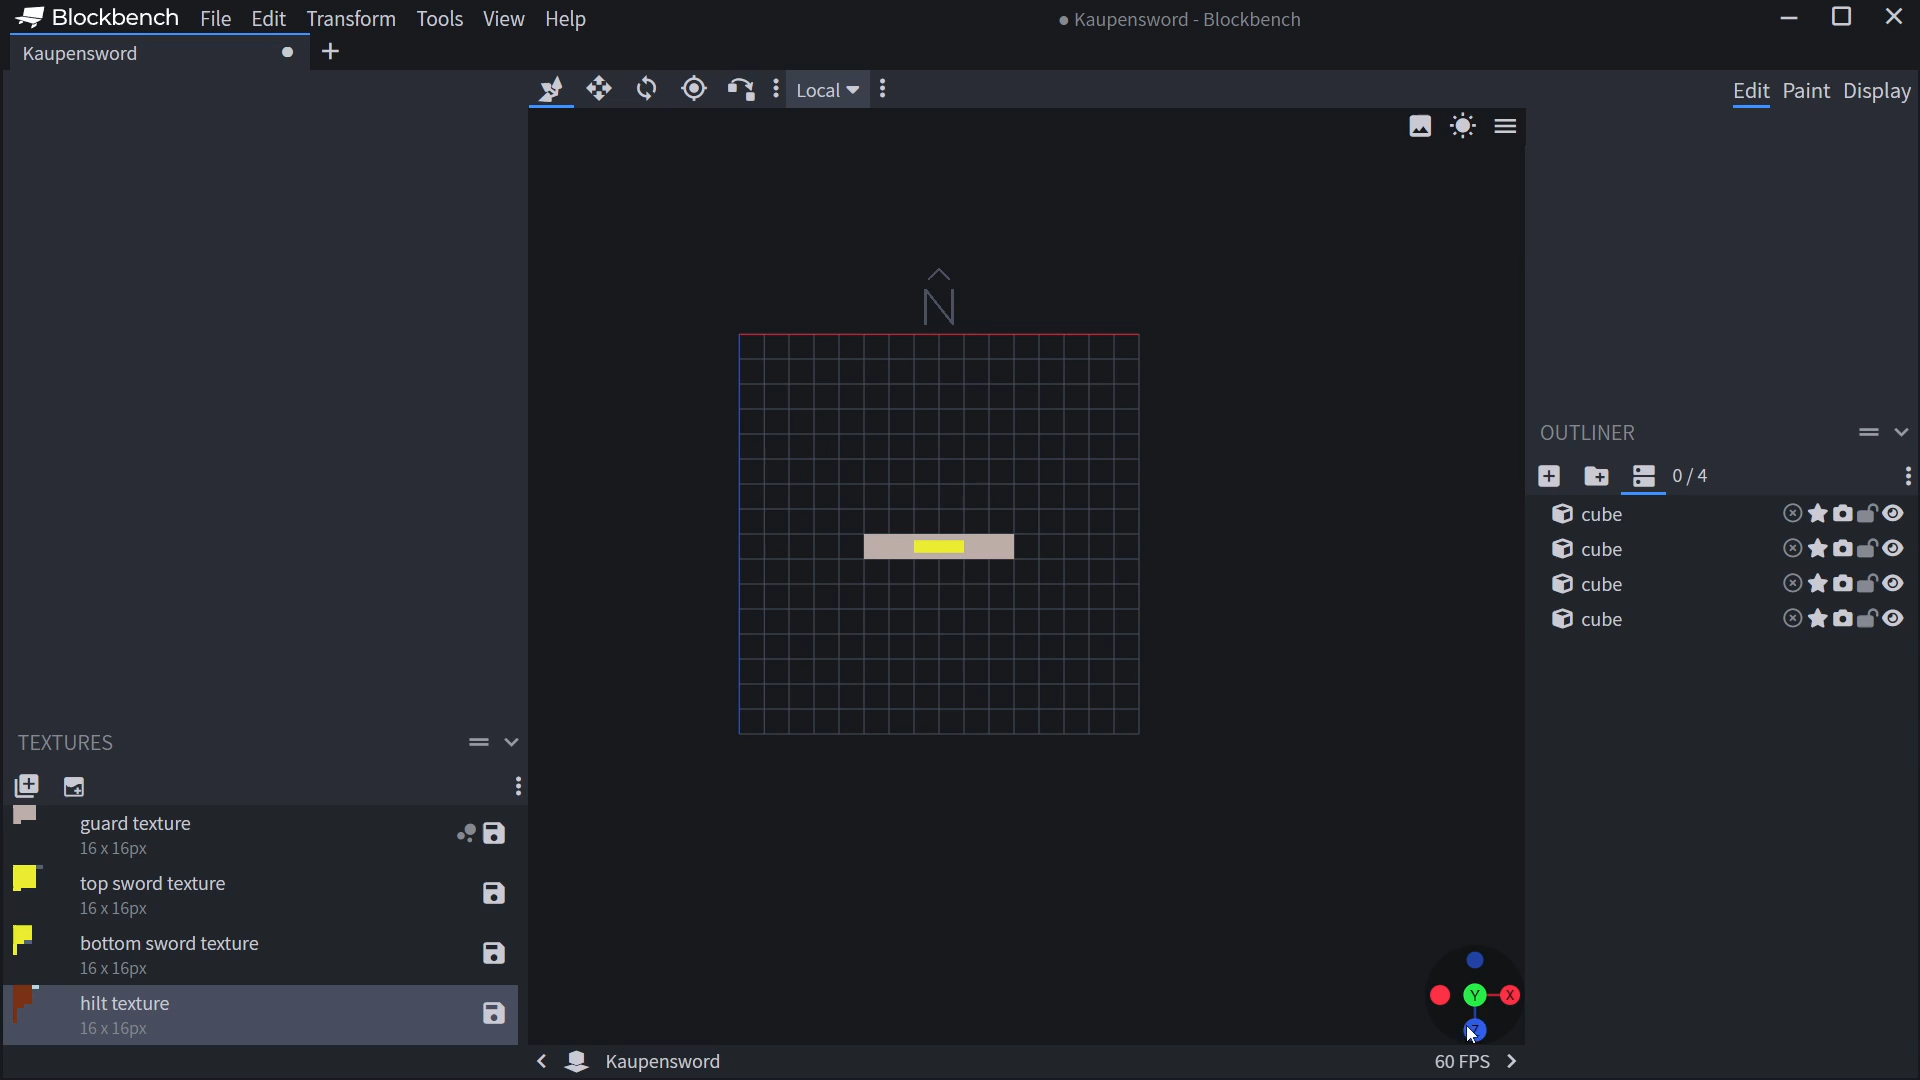 Blockbench File Edit Transform Tools View Help
● Kaupensword - Blockbench
Kaupensword
Local
Edit Paint Display
N
OUTLINER
0 / 4
cube
cube
cube
cube
TEXTURES
guard texture
16 x 16px
top sword texture
16 x 16px
bottom sword texture
16 x 16px
hilt texture
16 x 16px
Y X
Z
Kaupensword
60 FPS